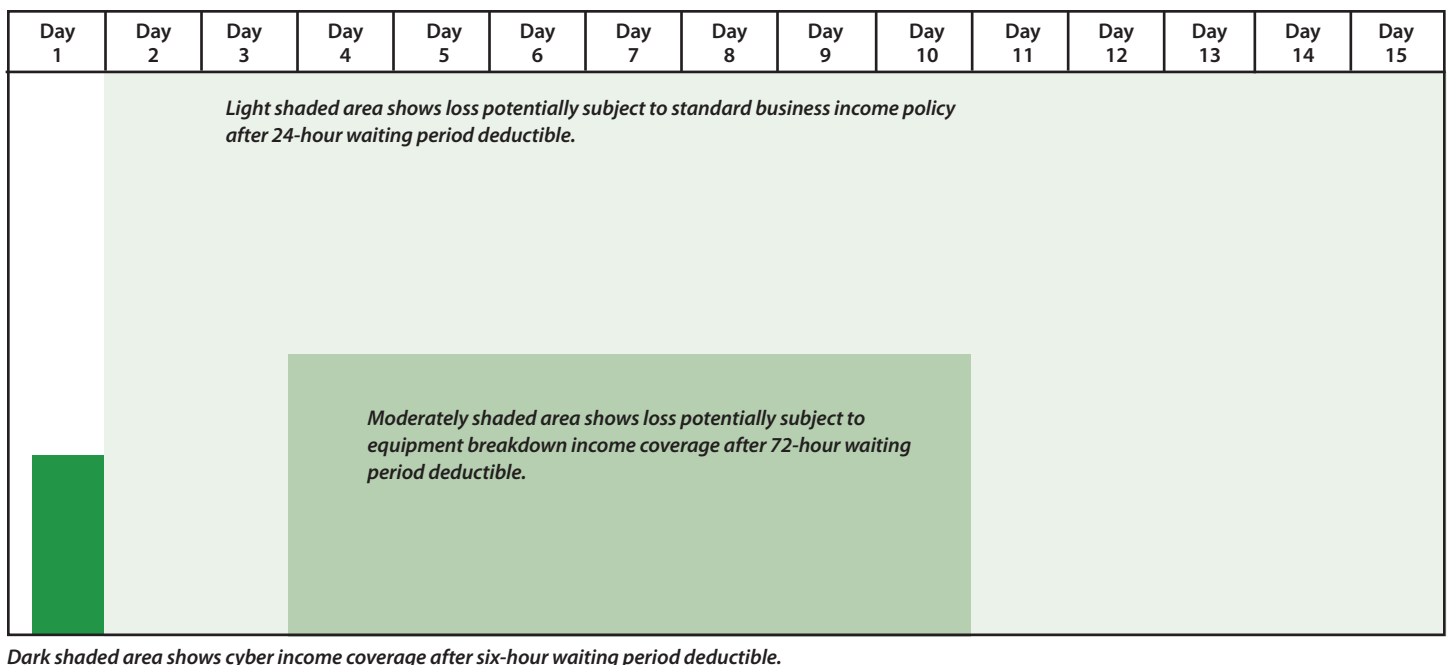 Day Day Day Day Day Day Day Day Day Day Day Day Day Day Day
1 2 3 4 5 6 7 8 9 10 11 12 13 14 15
Light shaded area shows loss potentially subject to standard business income policy
after 24-hour waiting period deductible.
Moderately shaded area shows loss potentially subject to
equipment breakdown income coverage after 72-hour waiting
period deductible.
Dark shaded area shows cyber income coverage after six-hour waiting period deductible.